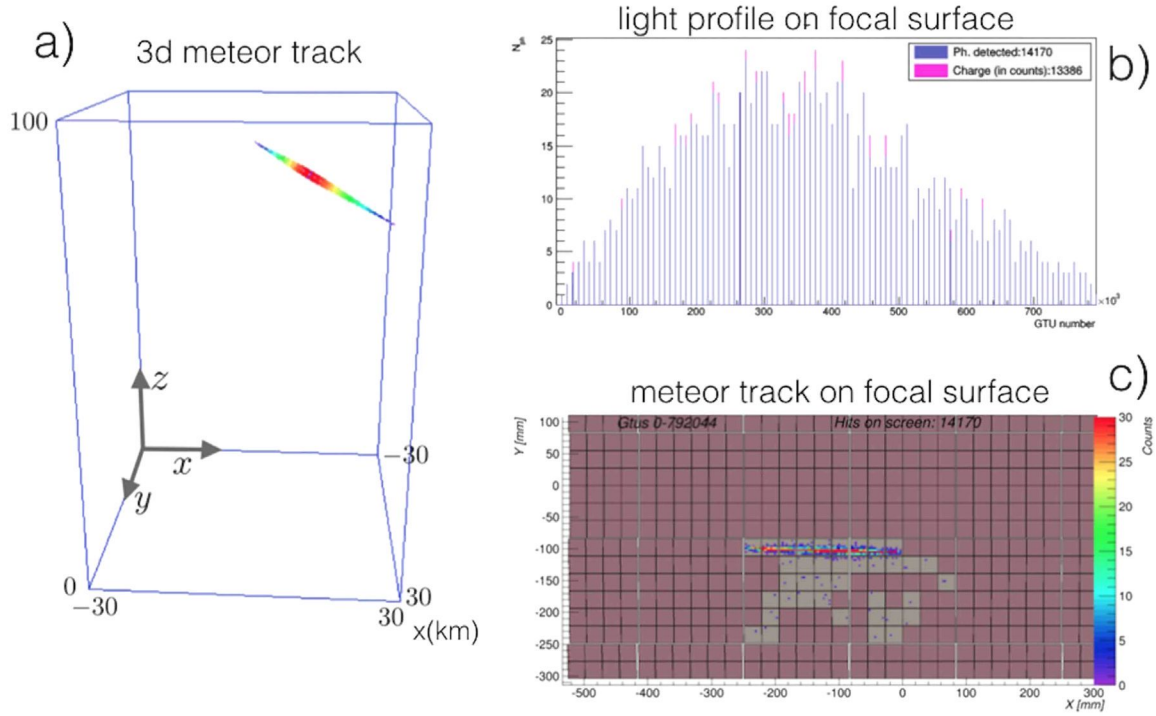 a)
3d meteor track
100
z
x
y
−30
0
−30
30
30
x(km)
light profile on focal surface
b)
N_ph
25
20
15
10
5
0
Ph. detected:14170
Charge (in counts):13386
0 100 200 300 400 500 600 700
×10³
GTU number
c)
meteor track on focal surface
Y [mm]
100
50
0
-50
-100
-150
-200
-250
-300
Gtus 0-792044 Hits on screen: 14170
-500 -400 -300 -200 -100 0 100 200 300
X [mm]
30
25
20
15
10
5
0
Counts